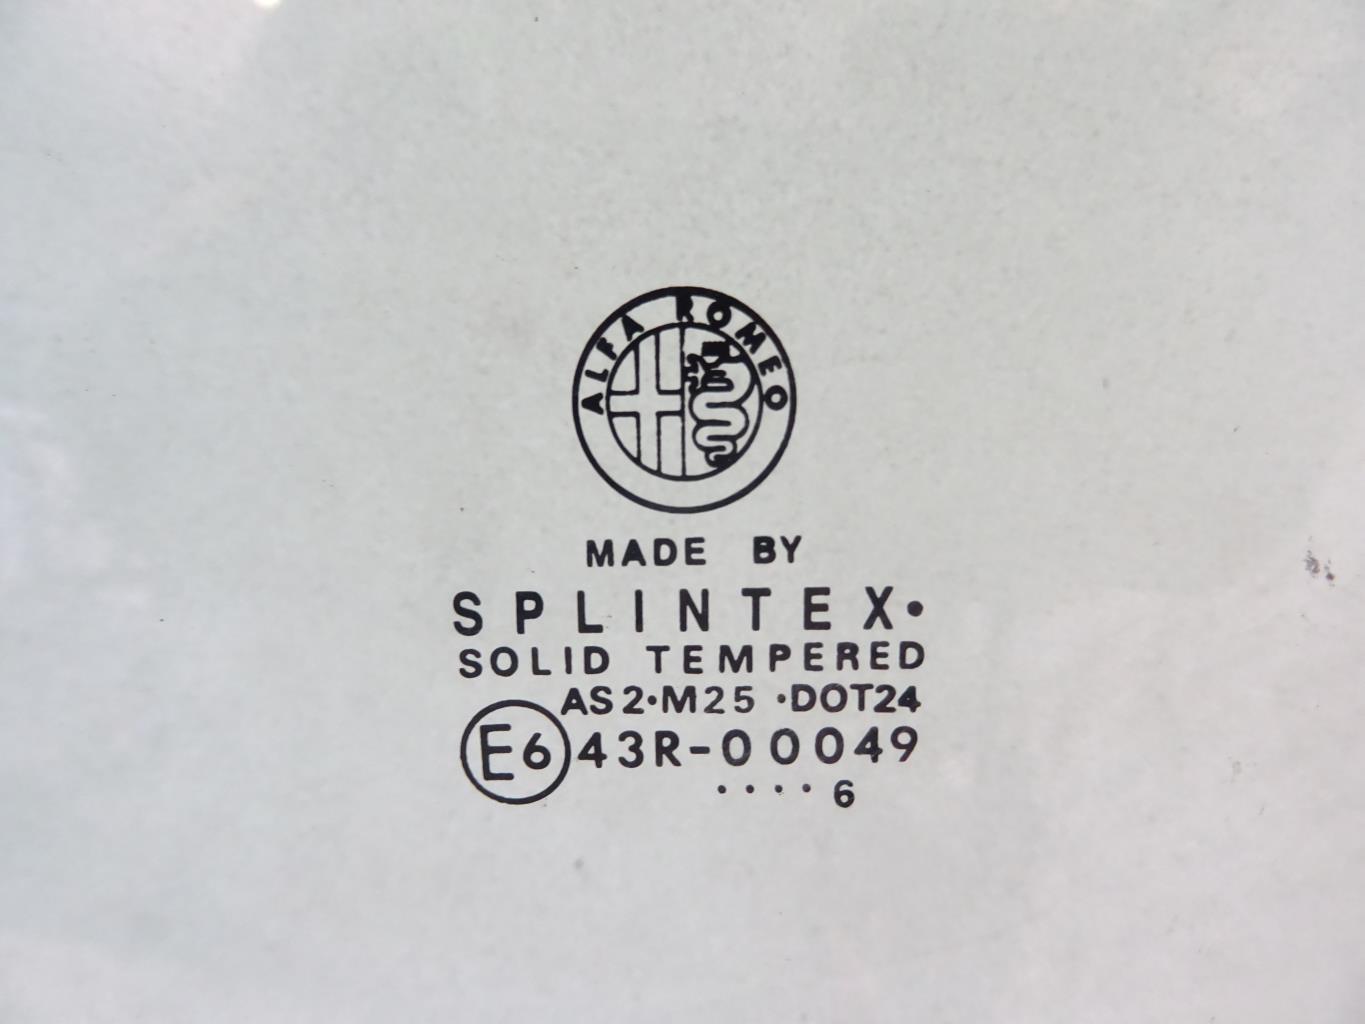 ALFA ROMEO
MADE BY
SPLINTEX•
SOLID TEMPERED
AS2•M25 •DOT24
E6 43R-00049
....6